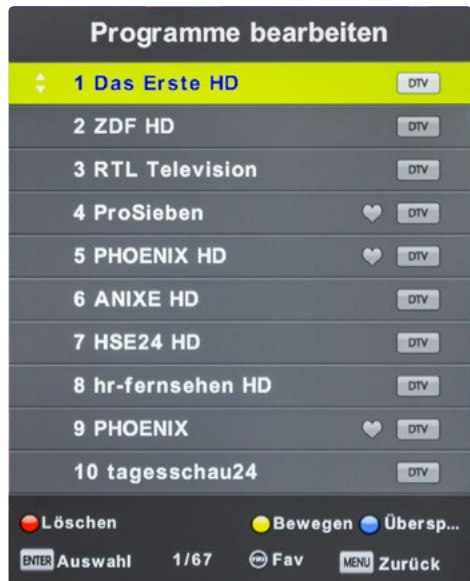 Programme bearbeiten
1 Das Erste HD DTV
2 ZDF HD DTV
3 RTL Television DTV
4 ProSieben DTV
5 PHOENIX HD DTV
6 ANIXE HD DTV
7 HSE24 HD DTV
8 hr-fernsehen HD DTV
9 PHOENIX DTV
10 tagesschau24 DTV
Löschen Bewegen Übersp...
ENTER Auswahl 1/67 FAV Fav MENU Zurück